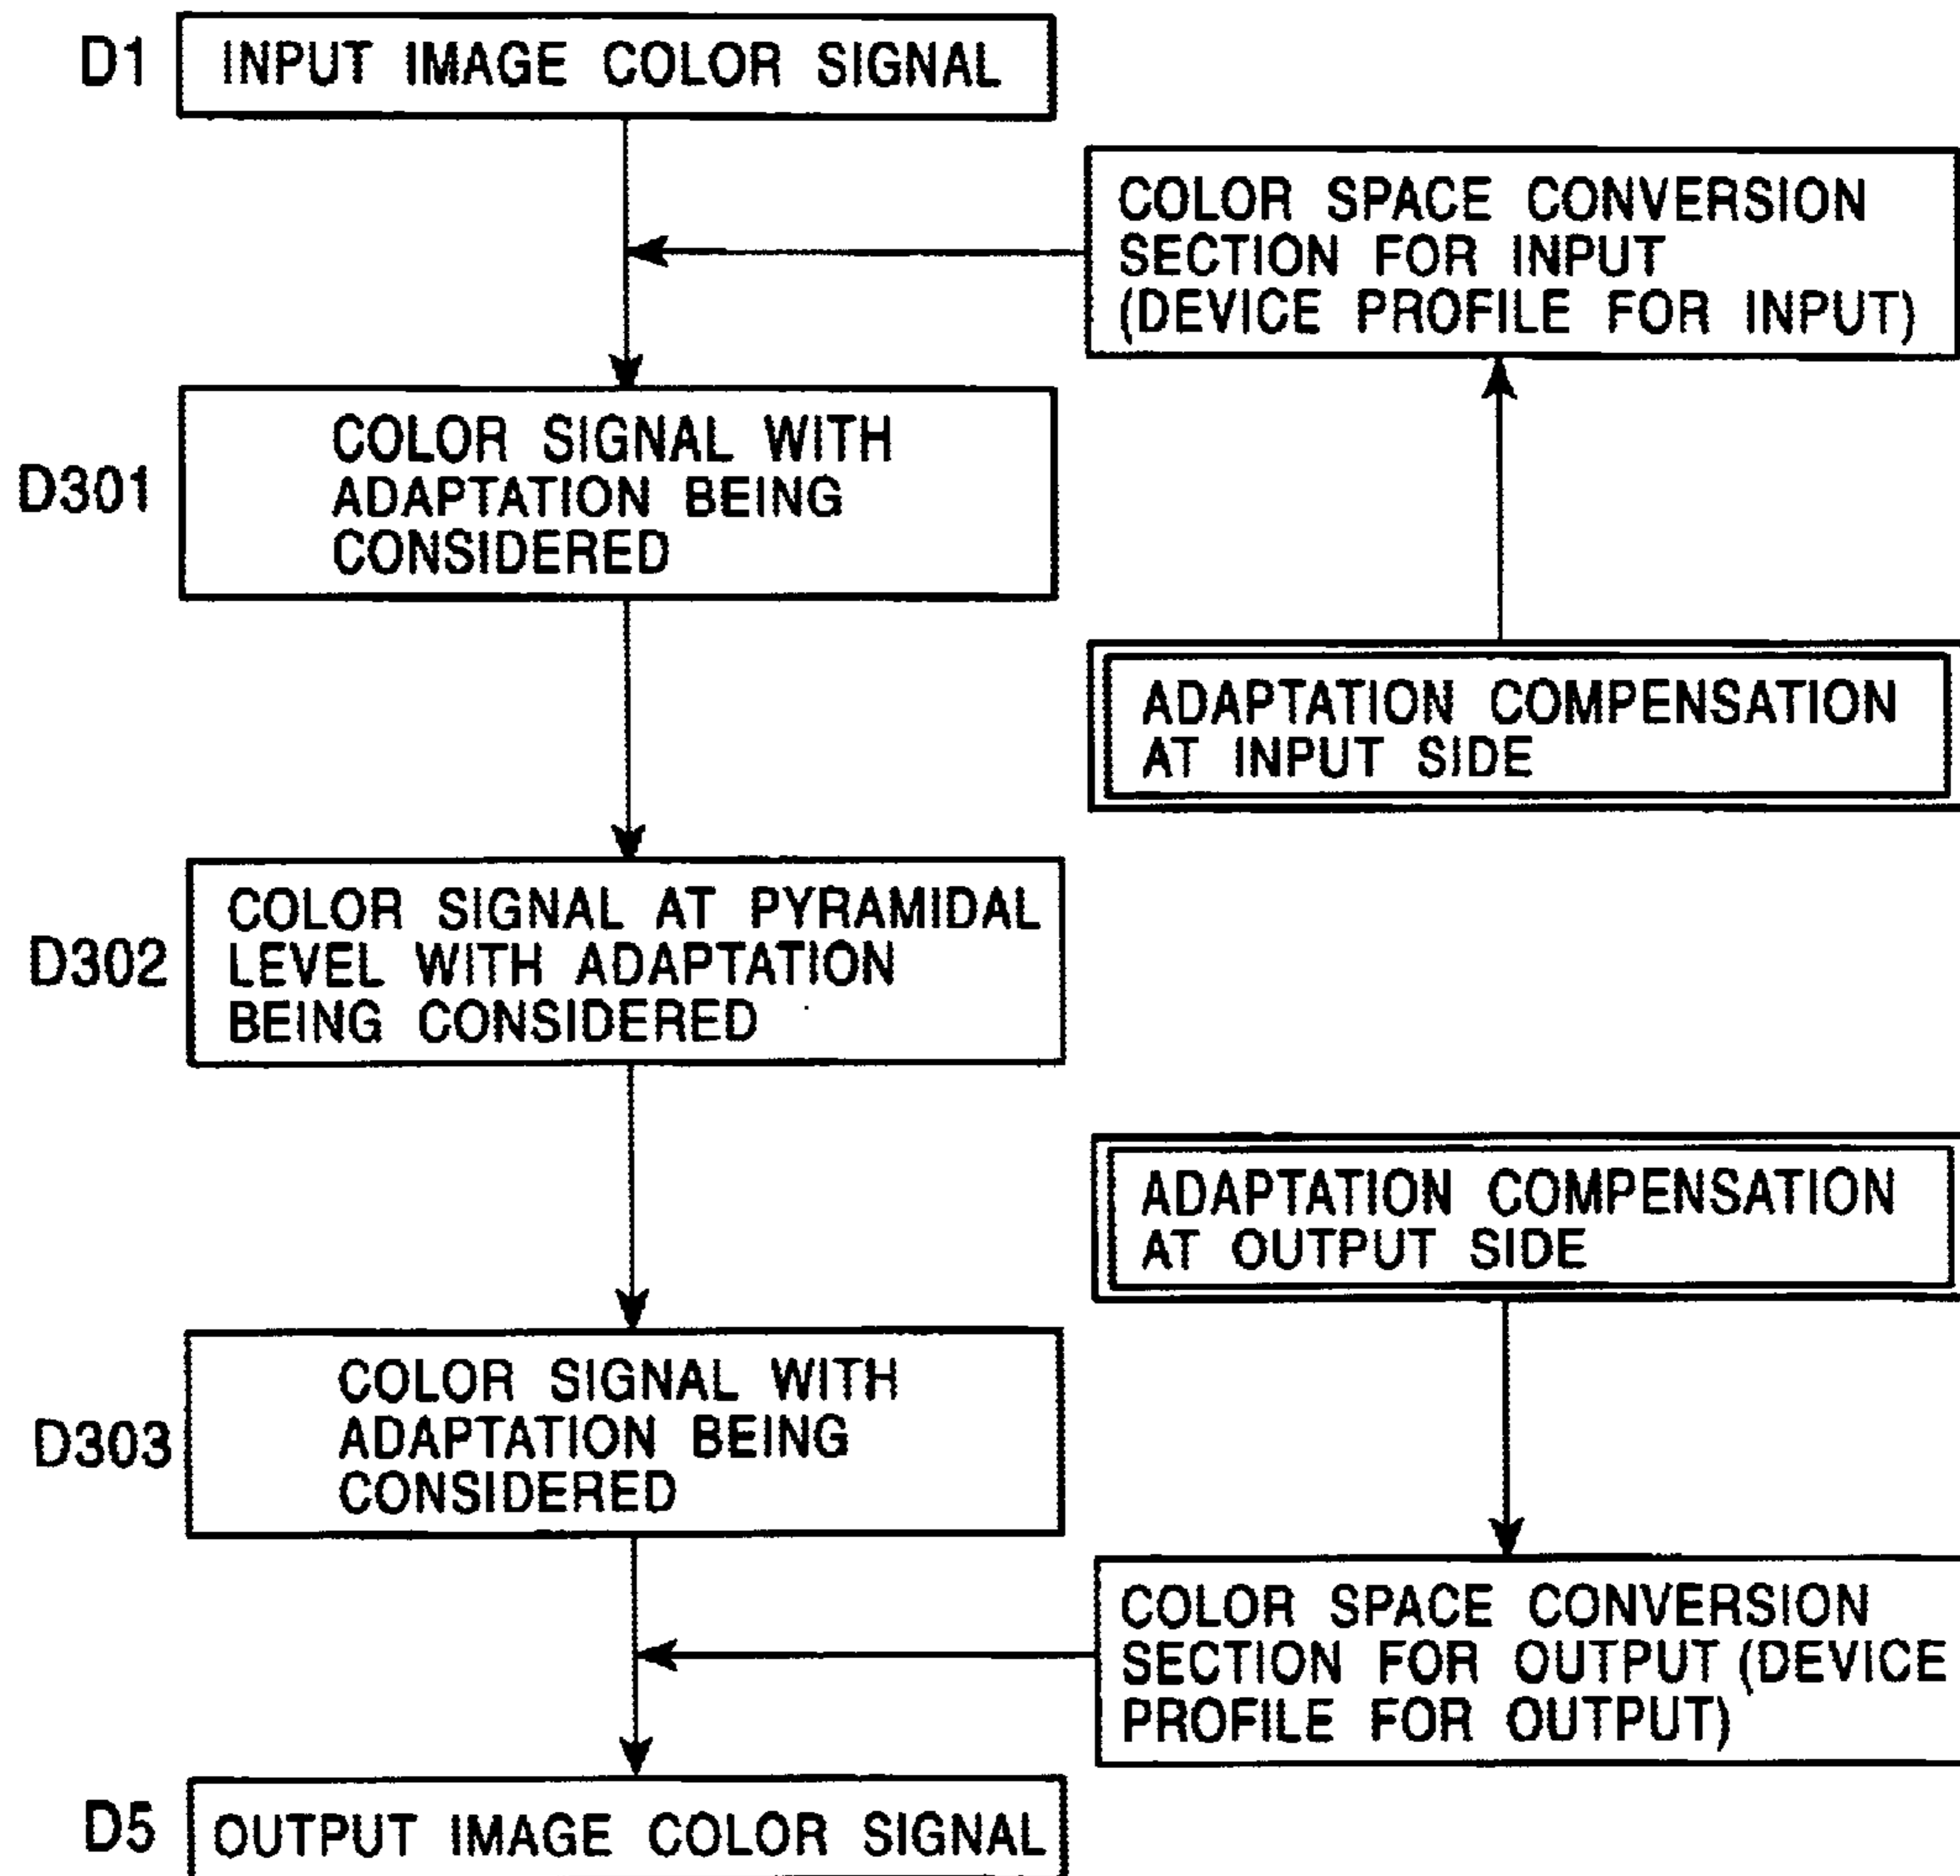 D1
INPUT IMAGE COLOR SIGNAL
COLOR SPACE CONVERSION
SECTION FOR INPUT
(DEVICE PROFILE FOR INPUT)
D301
COLOR SIGNAL WITH
ADAPTATION BEING
CONSIDERED
ADAPTATION COMPENSATION
AT INPUT SIDE
D302
COLOR SIGNAL AT PYRAMIDAL
LEVEL WITH ADAPTATION
BEING CONSIDERED
ADAPTATION COMPENSATION
AT OUTPUT SIDE
D303
COLOR SIGNAL WITH
ADAPTATION BEING
CONSIDERED
COLOR SPACE CONVERSION
SECTION FOR OUTPUT (DEVICE
PROFILE FOR OUTPUT)
D5
OUTPUT IMAGE COLOR SIGNAL